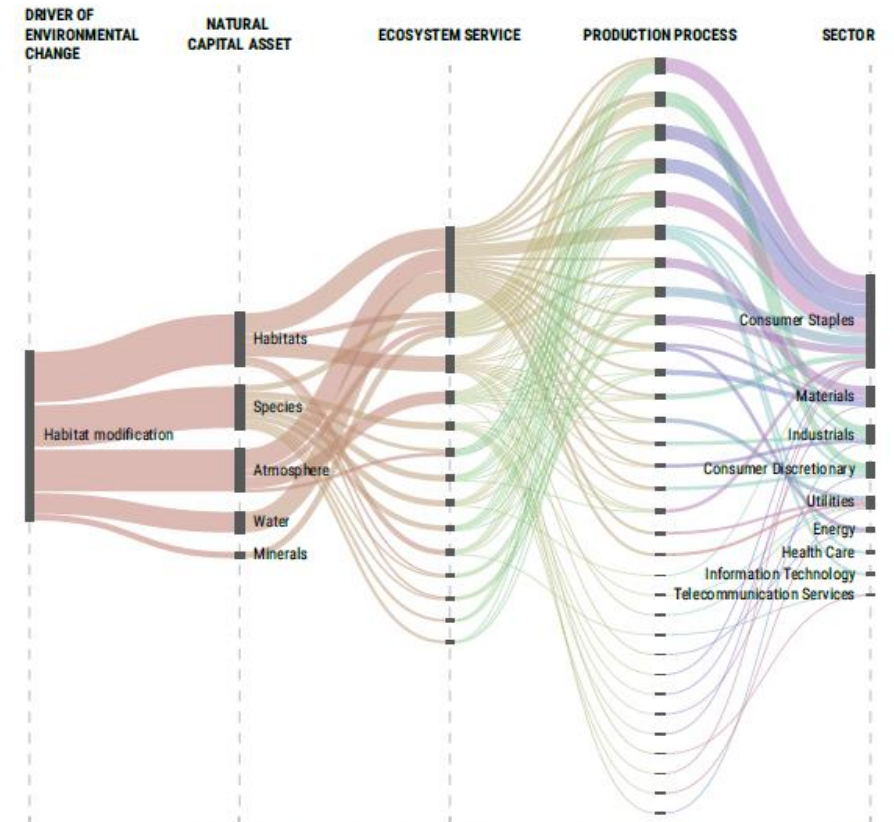 DRIVER OF
ENVIRONMENTAL
CHANGE
NATURAL
CAPITAL ASSET
ECOSYSTEM SERVICE
PRODUCTION PROCESS
SECTOR
Habitat modification
Habitats
Species
Atmosphere
Water
Minerals
Consumer Staples
Materials
Industrials
Consumer Discretionary
Utilities
Energy
Health Care
Information Technology
Telecommunication Services